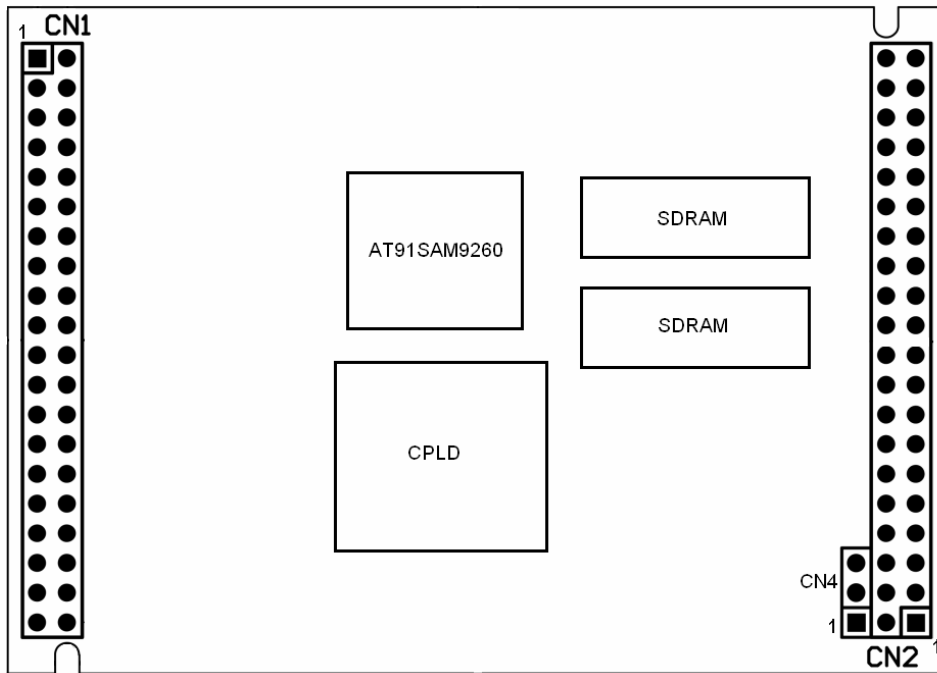 1 CN1
AT91SAM9260
SDRAM
SDRAM
CPLD
CN4
1
CN2
1